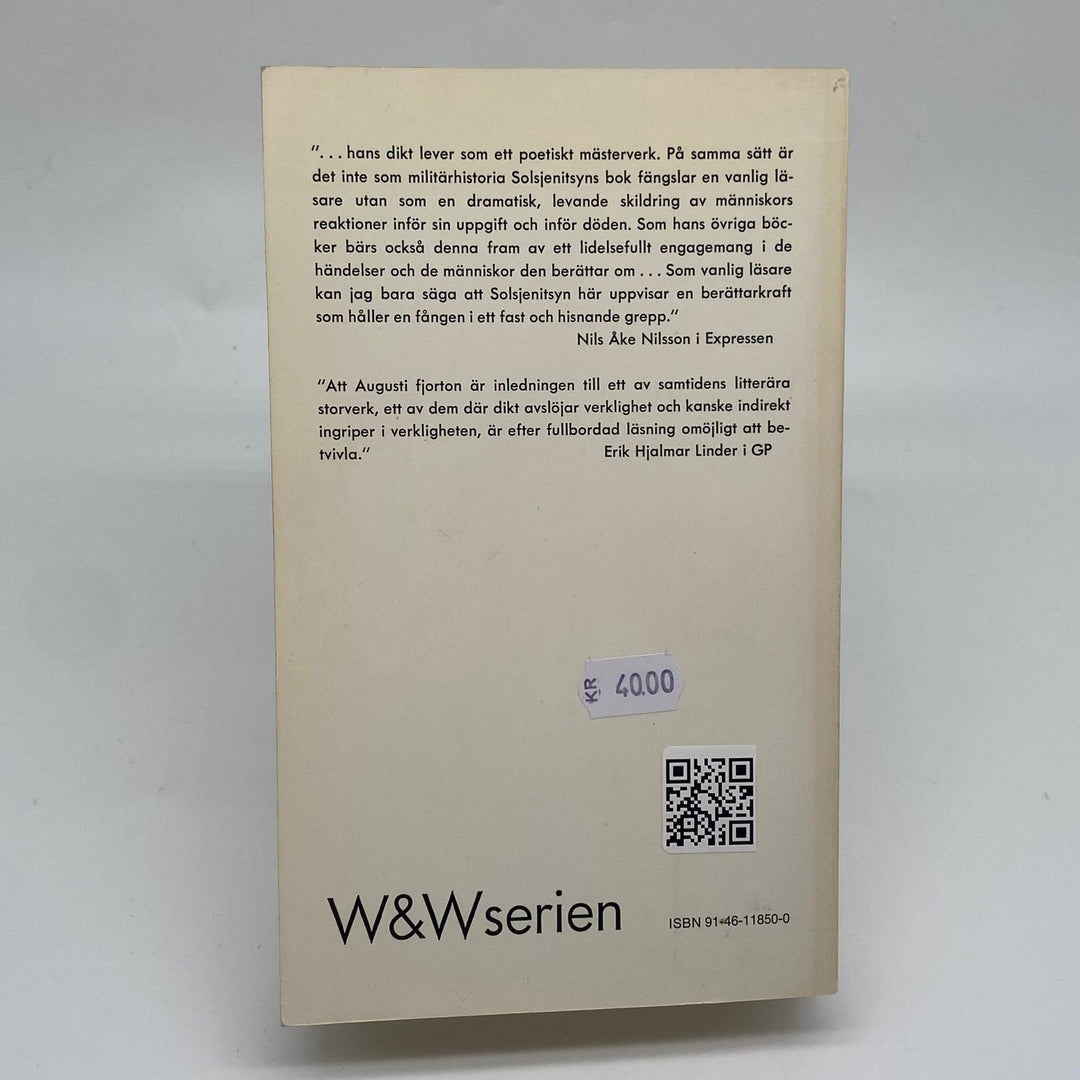 ”. . . hans dikt lever som ett poetiskt mästerverk. På samma sätt är
det inte som militärhistoria Solsjenitsyns bok fängslar en vanlig lä-
sare utan som en dramatisk, levande skildring av människors
reaktioner inför sin uppgift och inför döden. Som hans övriga böc-
ker bärs också denna fram av ett lidelsefullt engagemang i de
händelser och de människor den berättar om . . . Som vanlig läsare
kan jag bara säga att Solsjenitsyn här uppvisar en berättarkraft
som håller en fången i ett fast och hisnande grepp.”
Nils Åke Nilsson i Expressen
”Att Augusti fjorton är inledningen till ett av samtidens litterära
storverk, ett av dem där dikt avslöjar verklighet och kanske indirekt
ingriper i verkligheten, är efter fullbordad läsning omöjligt att be-
tvivla.” Erik Hjalmar Linder i GP
KR 40.00
W&Wserien
ISBN 91-46-11850-0